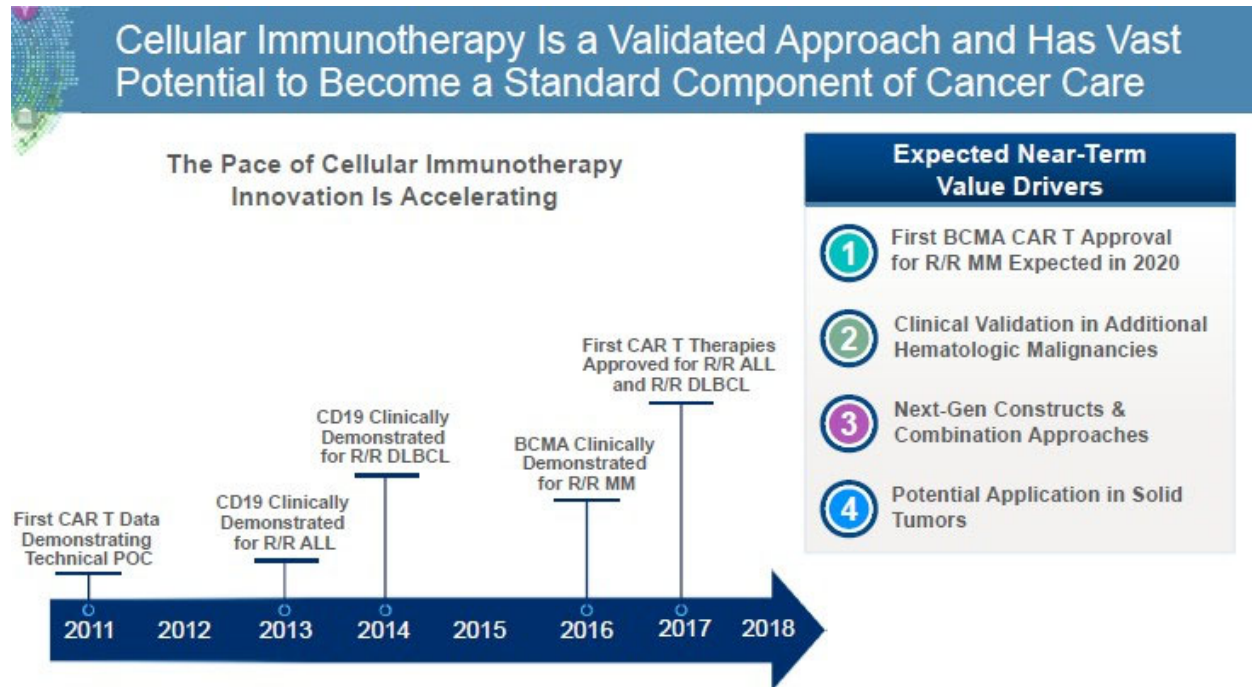 Cellular Immunotherapy Is a Validated Approach and Has Vast
Potential to Become a Standard Component of Cancer Care
The Pace of Cellular Immunotherapy
Innovation Is Accelerating
First CAR T Data
Demonstrating
Technical POC
CD19 Clinically
Demonstrated
for R/R ALL
CD19 Clinically
Demonstrated
for R/R DLBCL
BCMA Clinically
Demonstrated
for R/R MM
First CAR T Therapies
Approved for R/R ALL
and R/R DLBCL
2011 2012 2013 2014 2015 2016 2017 2018
Expected Near-Term
Value Drivers
1 First BCMA CAR T Approval
for R/R MM Expected in 2020
2 Clinical Validation in Additional
Hematologic Malignancies
3 Next-Gen Constructs &
Combination Approaches
4 Potential Application in Solid
Tumors